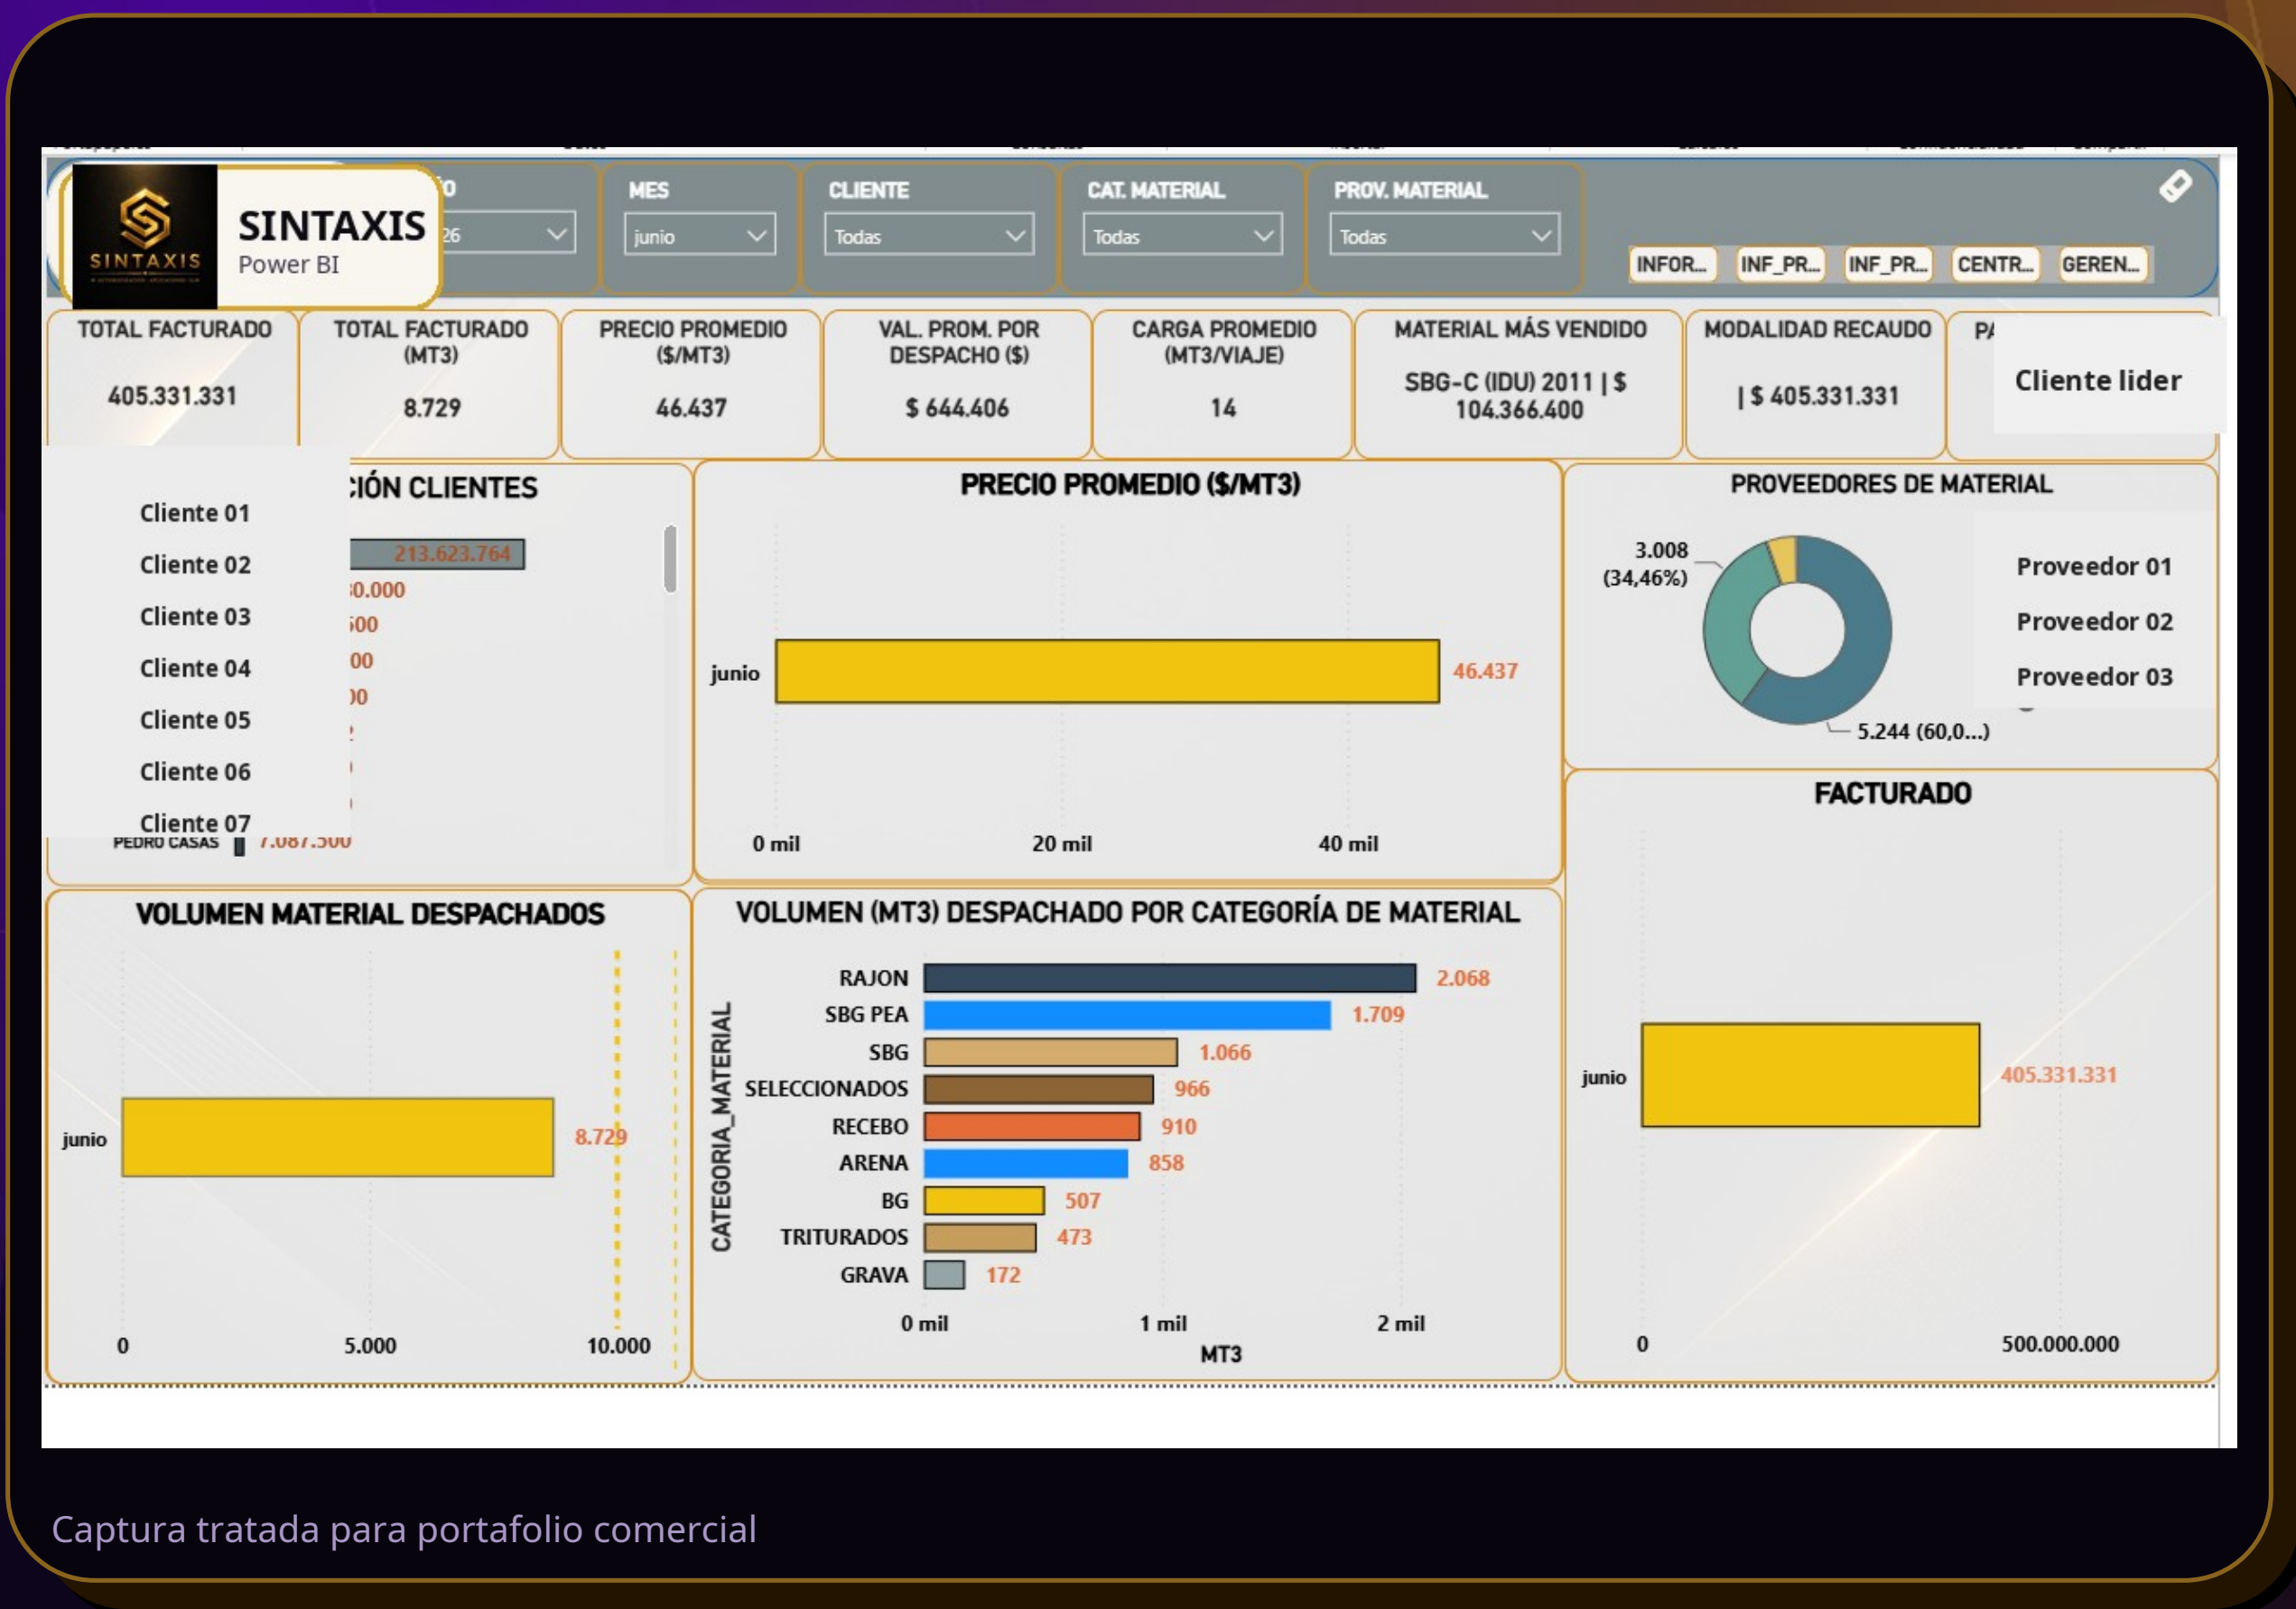 SINTAXIS
SINTAXIS
Power BI
26
MES
junio
CLIENTE
Todas
CAT. MATERIAL
Todas
PROV. MATERIAL
Todas
INFOR...
INF_PR...
INF_PR...
CENTR...
GEREN...
TOTAL FACTURADO
405.331.331
TOTAL FACTURADO
(MT3)
8.729
PRECIO PROMEDIO
($/MT3)
46.437
VAL. PROM. POR
DESPACHO ($)
$ 644.406
CARGA PROMEDIO
(MT3/VIAJE)
14
MATERIAL MÁS VENDIDO
SBG-C (IDU) 2011 | $
104.366.400
MODALIDAD RECAUDO
| $ 405.331.331
Cliente lider
CIÓN CLIENTES
213.623.764
0.000
Cliente 01
Cliente 02
Cliente 03
Cliente 04
Cliente 05
Cliente 06
Cliente 07
PEDRO CASAS
7.087.500
PRECIO PROMEDIO ($/MT3)
junio
46.437
0 mil
20 mil
40 mil
PROVEEDORES DE MATERIAL
3.008
(34,46%)
5.244 (60,0...)
Proveedor 01
Proveedor 02
Proveedor 03
VOLUMEN MATERIAL DESPACHADOS
junio
8.729
0
5.000
10.000
VOLUMEN (MT3) DESPACHADO POR CATEGORÍA DE MATERIAL
CATEGORIA_MATERIAL
RAJON 2.068
SBG PEA 1.709
SBG 1.066
SELECCIONADOS 966
RECEBO 910
ARENA 858
BG 507
TRITURADOS 473
GRAVA 172
0 mil
1 mil
2 mil
MT3
FACTURADO
junio
405.331.331
0
500.000.000
Captura tratada para portafolio comercial